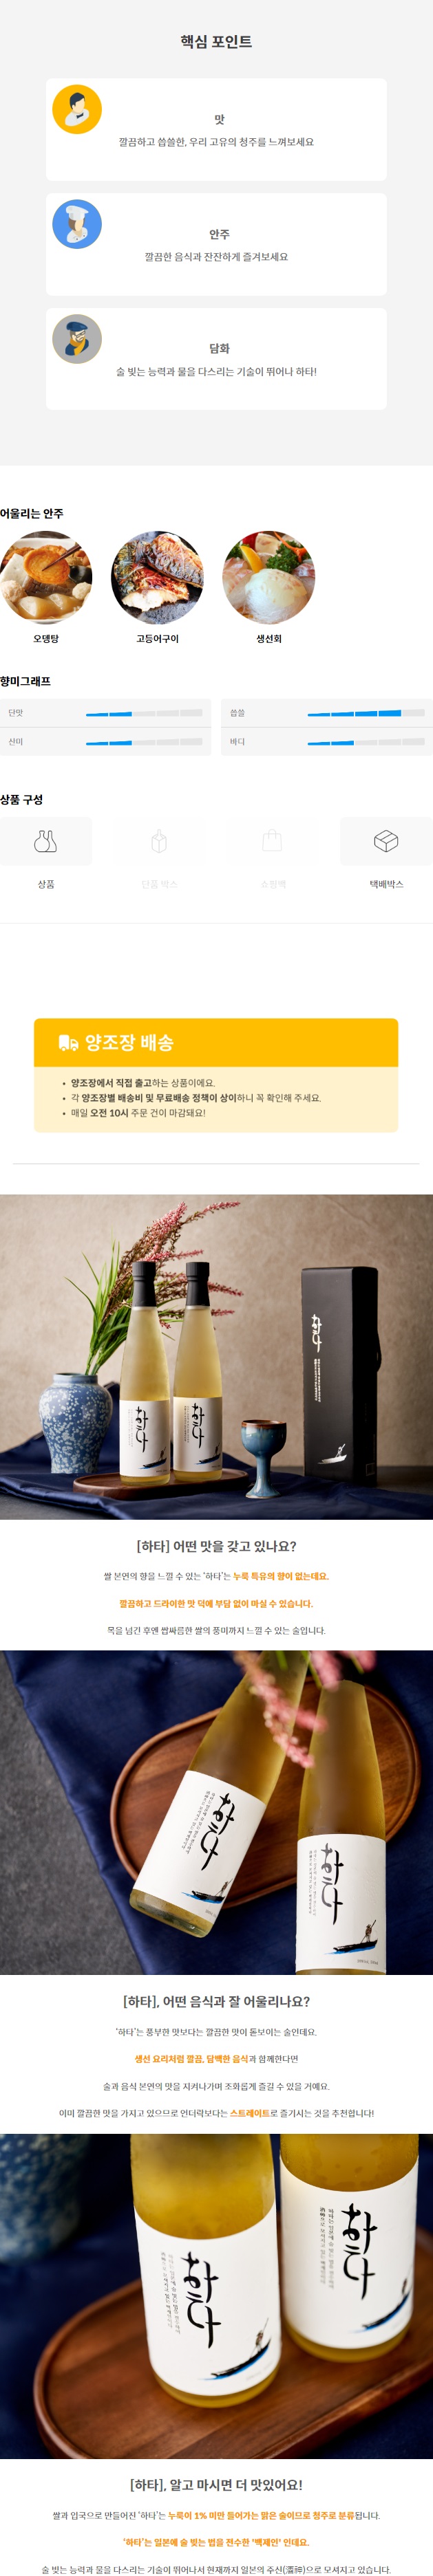 핵심 포인트
맛
깔끔하고 쌉쓸한, 우리 고유의 청주를 느껴보세요
안주
깔끔한 음식과 잔잔하게 즐겨보세요
담화
술 빚는 능력과 물을 다스리는 기술이 뛰어나 하타!
어울리는 안주
오뎅탕
고등어구이
생선회
향미그래프
단맛
씁쓸
산미
바디
상품 구성
상품
단품 박스
쇼핑백
택배박스
양조장 배송
양조장에서 직접 출고하는 상품이에요.
각 양조장별 배송비 및 무료배송 정책이 상이하니 꼭 확인해 주세요.
매일 오전 10시 주문 건이 마감돼요!
하타
하타
하타
[하타] 어떤 맛을 갖고 있나요?
쌀 본연의 향을 느낄 수 있는 '하타'는 누룩 특유의 향이 없는데요.
깔끔하고 드라이한 맛 덕에 부담 없이 마실 수 있습니다.
목을 넘긴 후엔 쌉싸름한 쌀의 풍미까지 느낄 수 있는 술입니다.
하타
하타
[하타], 어떤 음식과 잘 어울리나요?
'하타'는 풍부한 맛보다는 깔끔한 맛이 돋보이는 술인데요.
생선 요리처럼 깔끔, 담백한 음식과 함께한다면
술과 음식 본연의 맛을 지켜나가며 조화롭게 즐길 수 있을 거예요.
이미 깔끔한 맛을 가지고 있으므로 언더락보다는 스트레이트로 즐기시는 것을 추천합니다!
하타
하타
[하타], 알고 마시면 더 맛있어요!
쌀과 입국으로 만들어진 '하타'는 누룩이 1% 미만 들어가는 맑은 술이므로 청주로 분류됩니다.
'하타'는 일본에 술 빚는 법을 전수한 '백제인' 인데요.
술 빚는 능력과 물을 다스리는 기술이 뛰어나서 현재까지 일본의 주신(酒神)으로 모셔지고 있습니다.